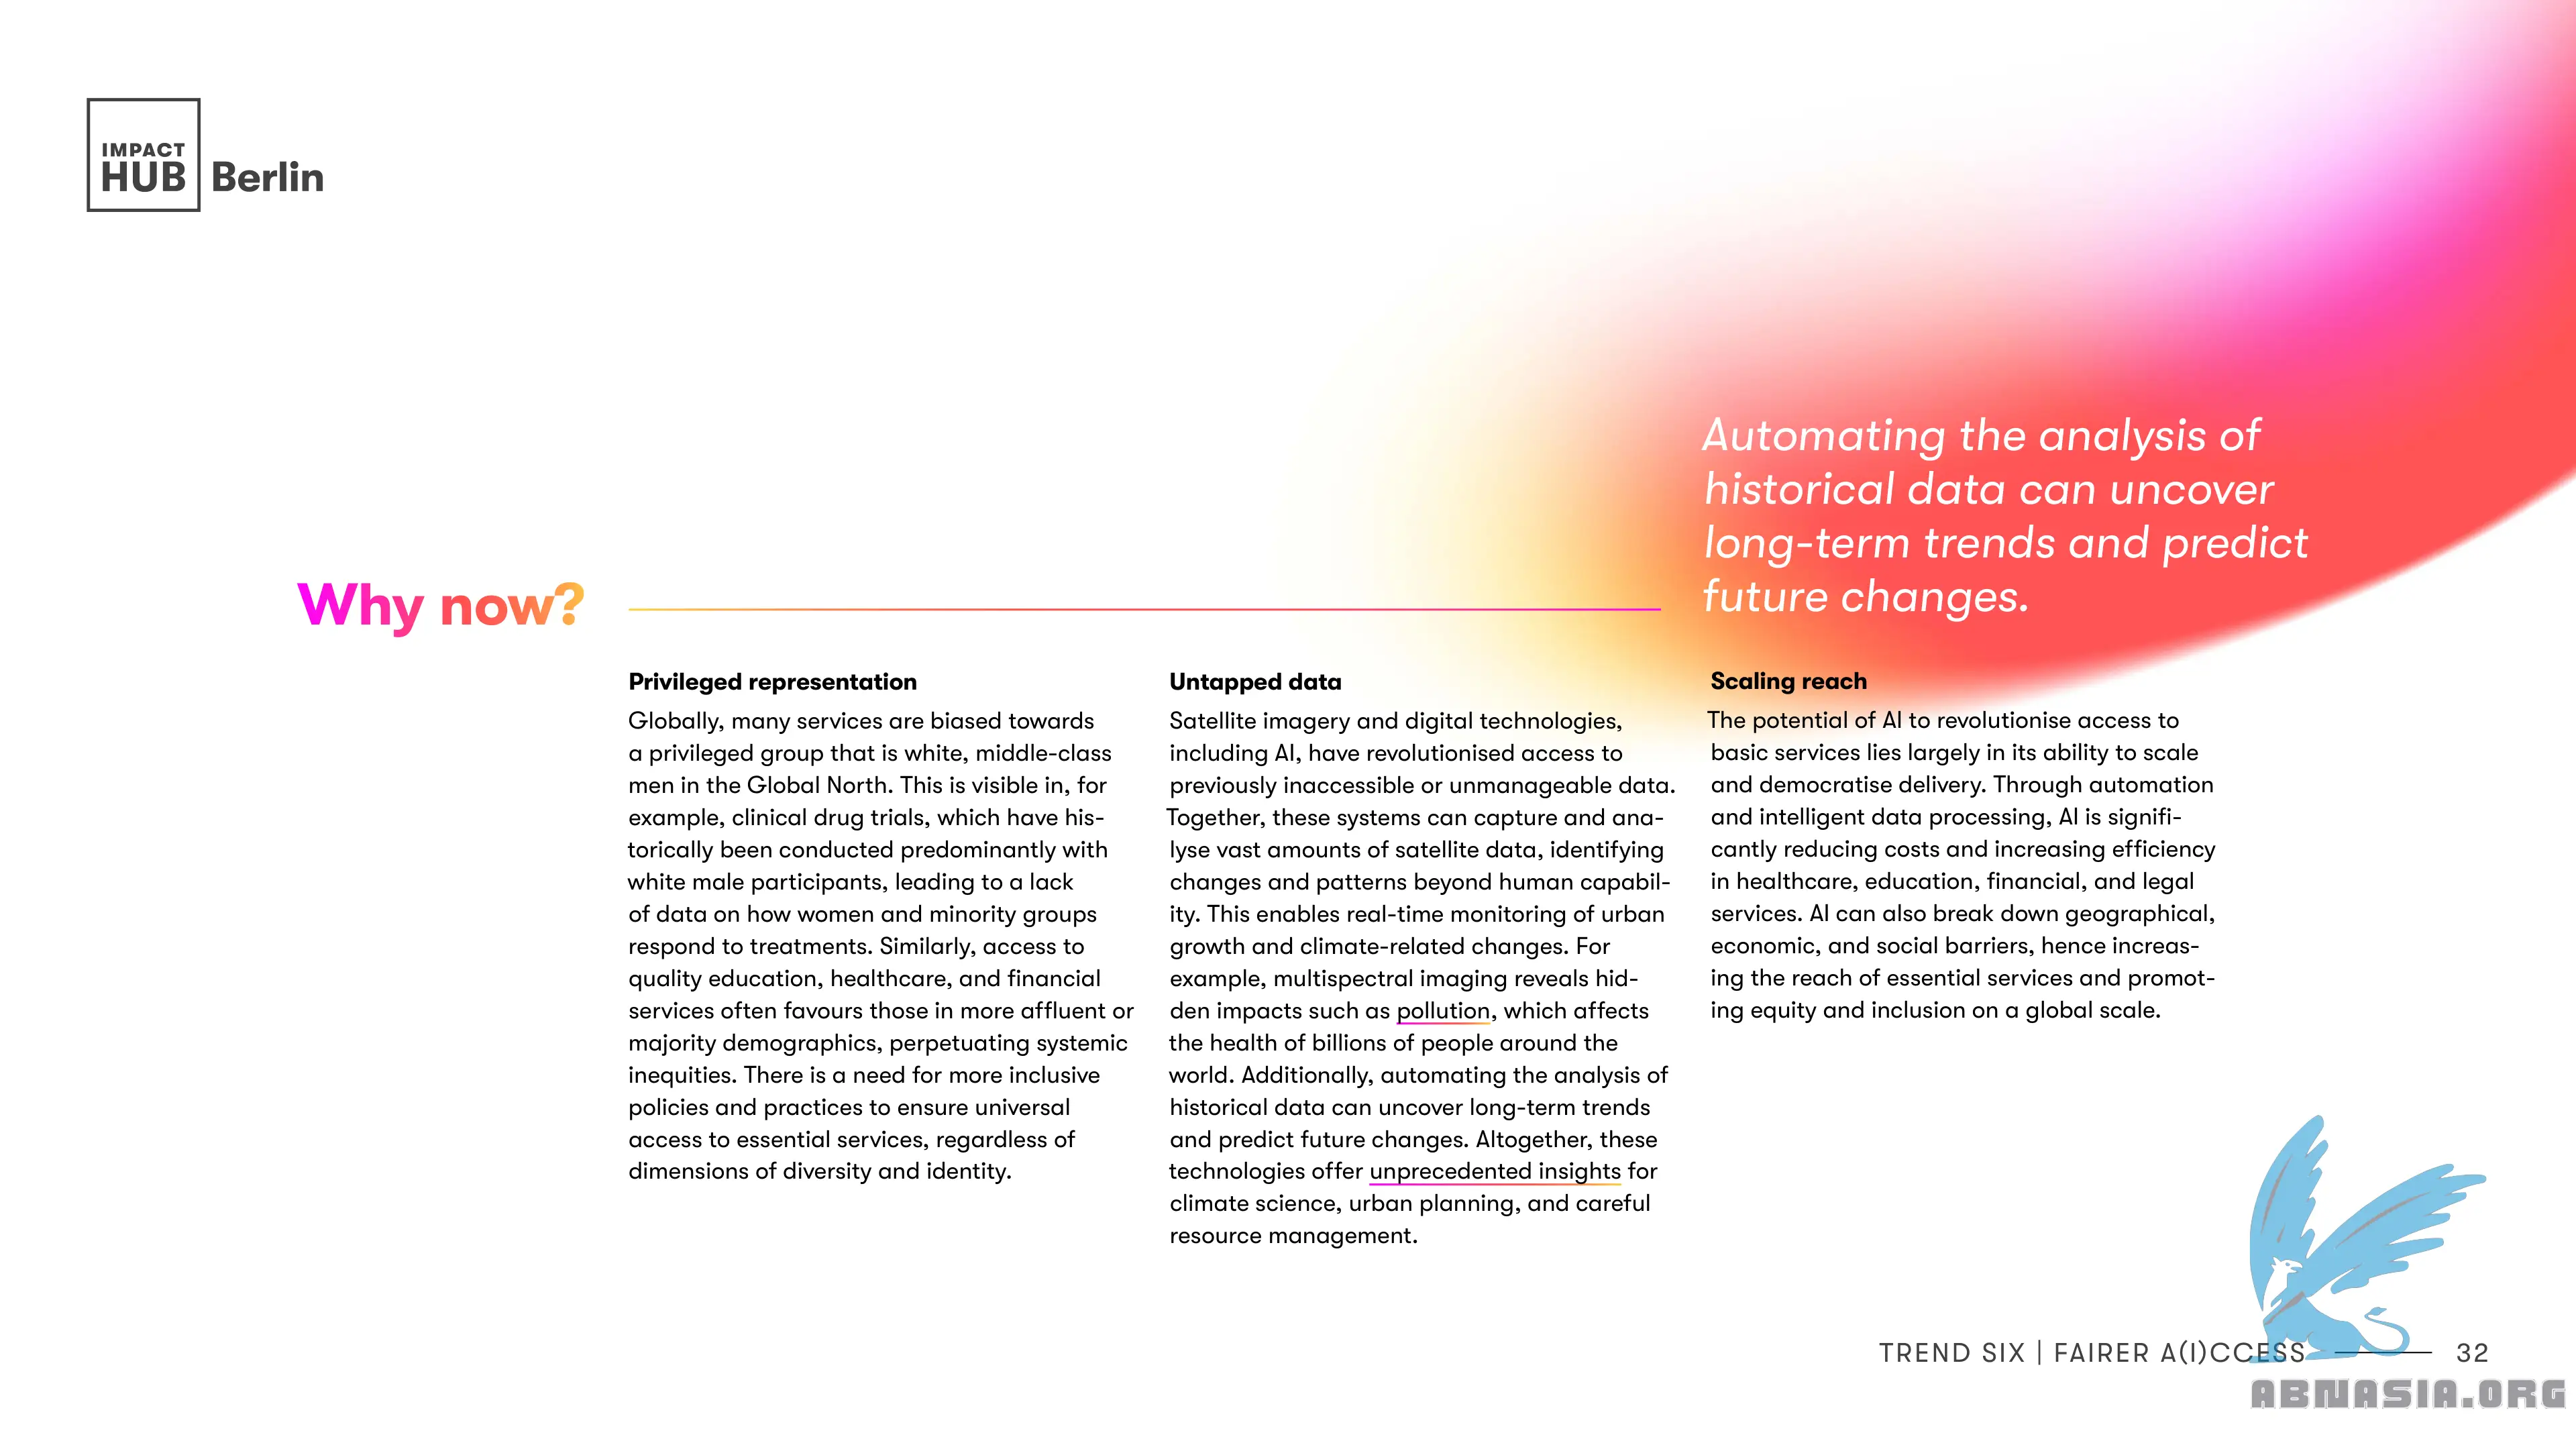 IMPACT
HUB
Berlin
Automating the analysis of
historical data can uncover
long-term trends and predict
future changes.
Why now?
Privileged representation
Globally, many services are biased towards
a privileged group that is white, middle-class
men in the Global North. This is visible in, for
example, clinical drug trials, which have his-
torically been conducted predominantly with
white male participants, leading to a lack
of data on how women and minority groups
respond to treatments. Similarly, access to
quality education, healthcare, and financial
services often favours those in more affluent or
majority demographics, perpetuating systemic
inequities. There is a need for more inclusive
policies and practices to ensure universal
access to essential services, regardless of
dimensions of diversity and identity.
Untapped data
Satellite imagery and digital technologies,
including AI, have revolutionised access to
previously inaccessible or unmanageable data.
Together, these systems can capture and ana-
lyse vast amounts of satellite data, identifying
changes and patterns beyond human capabil-
ity. This enables real-time monitoring of urban
growth and climate-related changes. For
example, multispectral imaging reveals hid-
den impacts such as pollution, which affects
the health of billions of people around the
world. Additionally, automating the analysis of
historical data can uncover long-term trends
and predict future changes. Altogether, these
technologies offer unprecedented insights for
climate science, urban planning, and careful
resource management.
Scaling reach
The potential of AI to revolutionise access to
basic services lies largely in its ability to scale
and democratise delivery. Through automation
and intelligent data processing, AI is signifi-
cantly reducing costs and increasing efficiency
in healthcare, education, financial, and legal
services. AI can also break down geographical,
economic, and social barriers, hence increas-
ing the reach of essential services and promot-
ing equity and inclusion on a global scale.
TREND SIX | FAIRER A(I)CCESS 32
ABNASIA.ORG